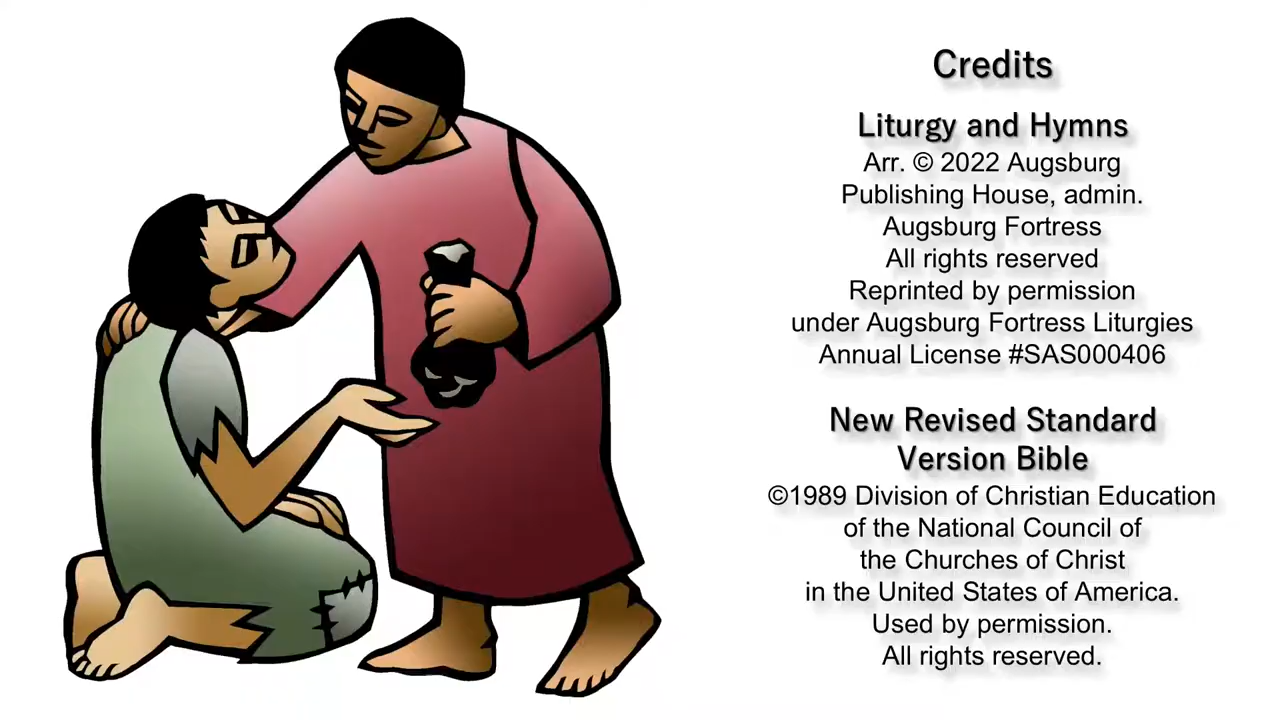 Credits
Liturgy and Hymns
Arr. © 2022 Augsburg
Publishing House, admin.
Augsburg Fortress
All rights reserved
Reprinted by permission
under Augsburg Fortress Liturgies
Annual License #SAS000406
New Revised Standard
Version Bible
©1989 Division of Christian Education
of the National Council of
the Churches of Christ
in the United States of America.
Used by permission.
All rights reserved.